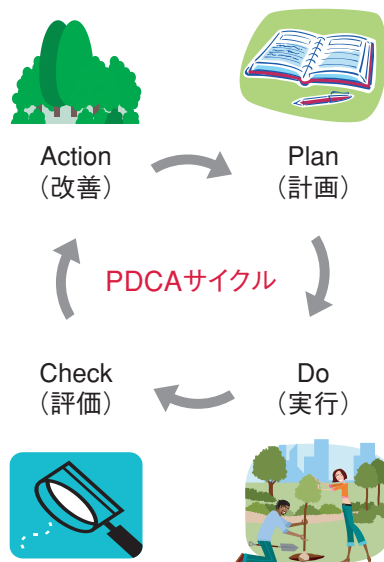 Action
（改善）
Plan
（計画）
PDCAサイクル
Check
（評価）
Do
（実行）